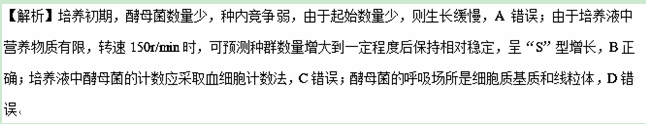 【解析】培养初期，酵母菌数量少，种内竞争弱，由于起始数量少，则生长缓慢，A 错误；由于培养液中
营养物质有限，转速 150r/min 时，可预测种群数量增大到一定程度后保持相对稳定，呈“S”型增长，B 正
确；培养液中酵母菌的计数应采取血细胞计数法，C 错误；酵母菌的呼吸场所是细胞质基质和线粒体，D 错
误。